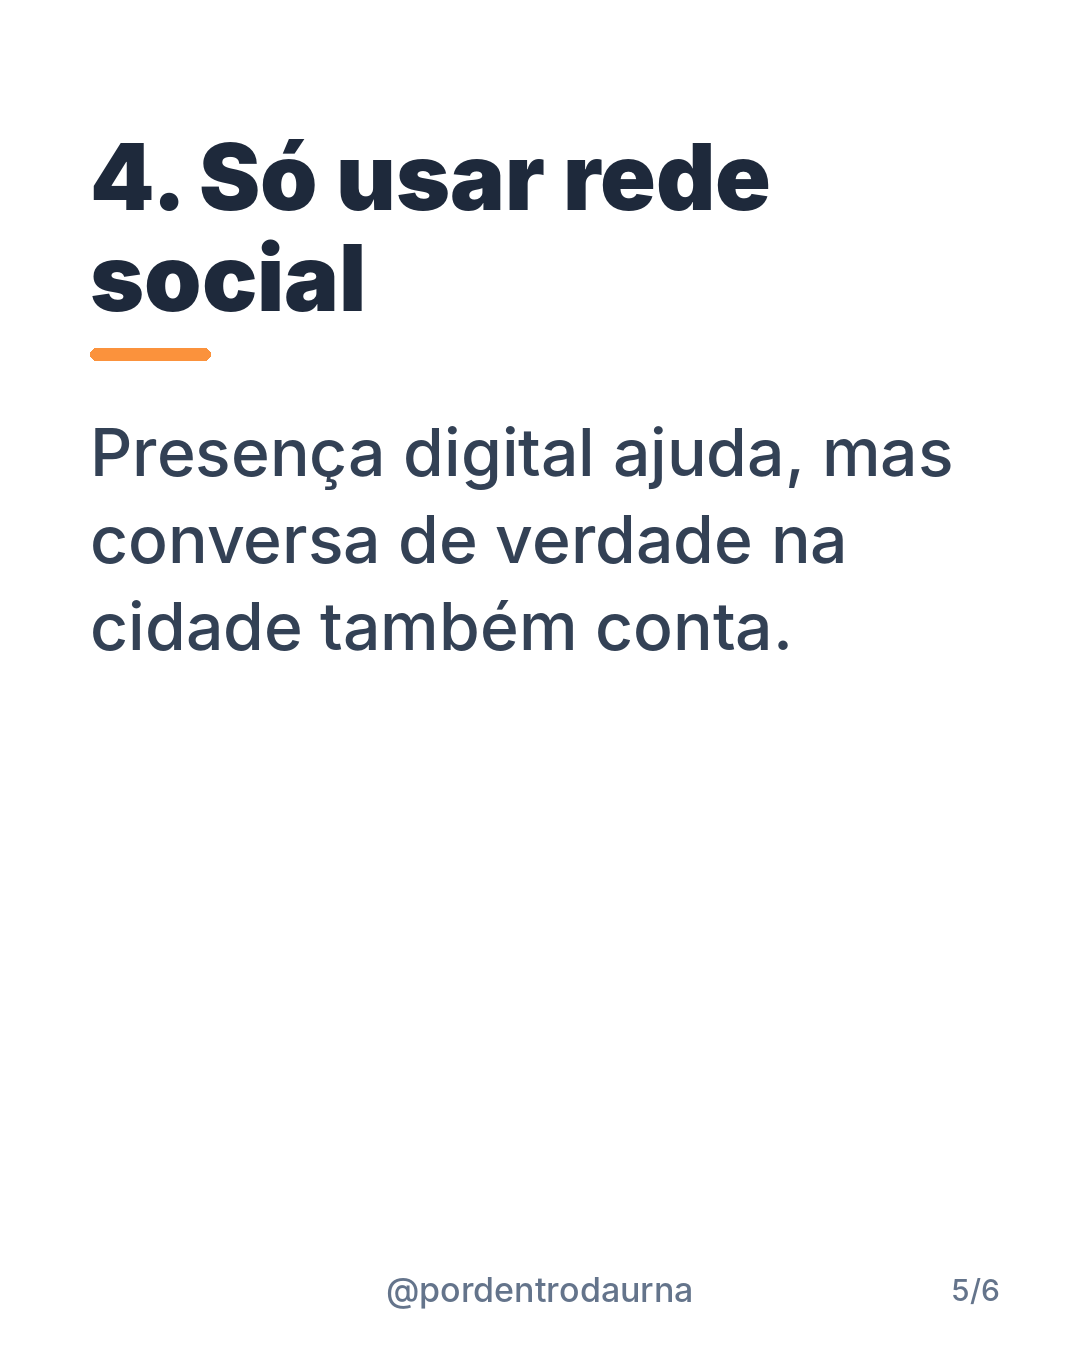 4. Só usar rede
social
Presença digital ajuda, mas
conversa de verdade na
cidade também conta.
@pordentrodaurna
5/6